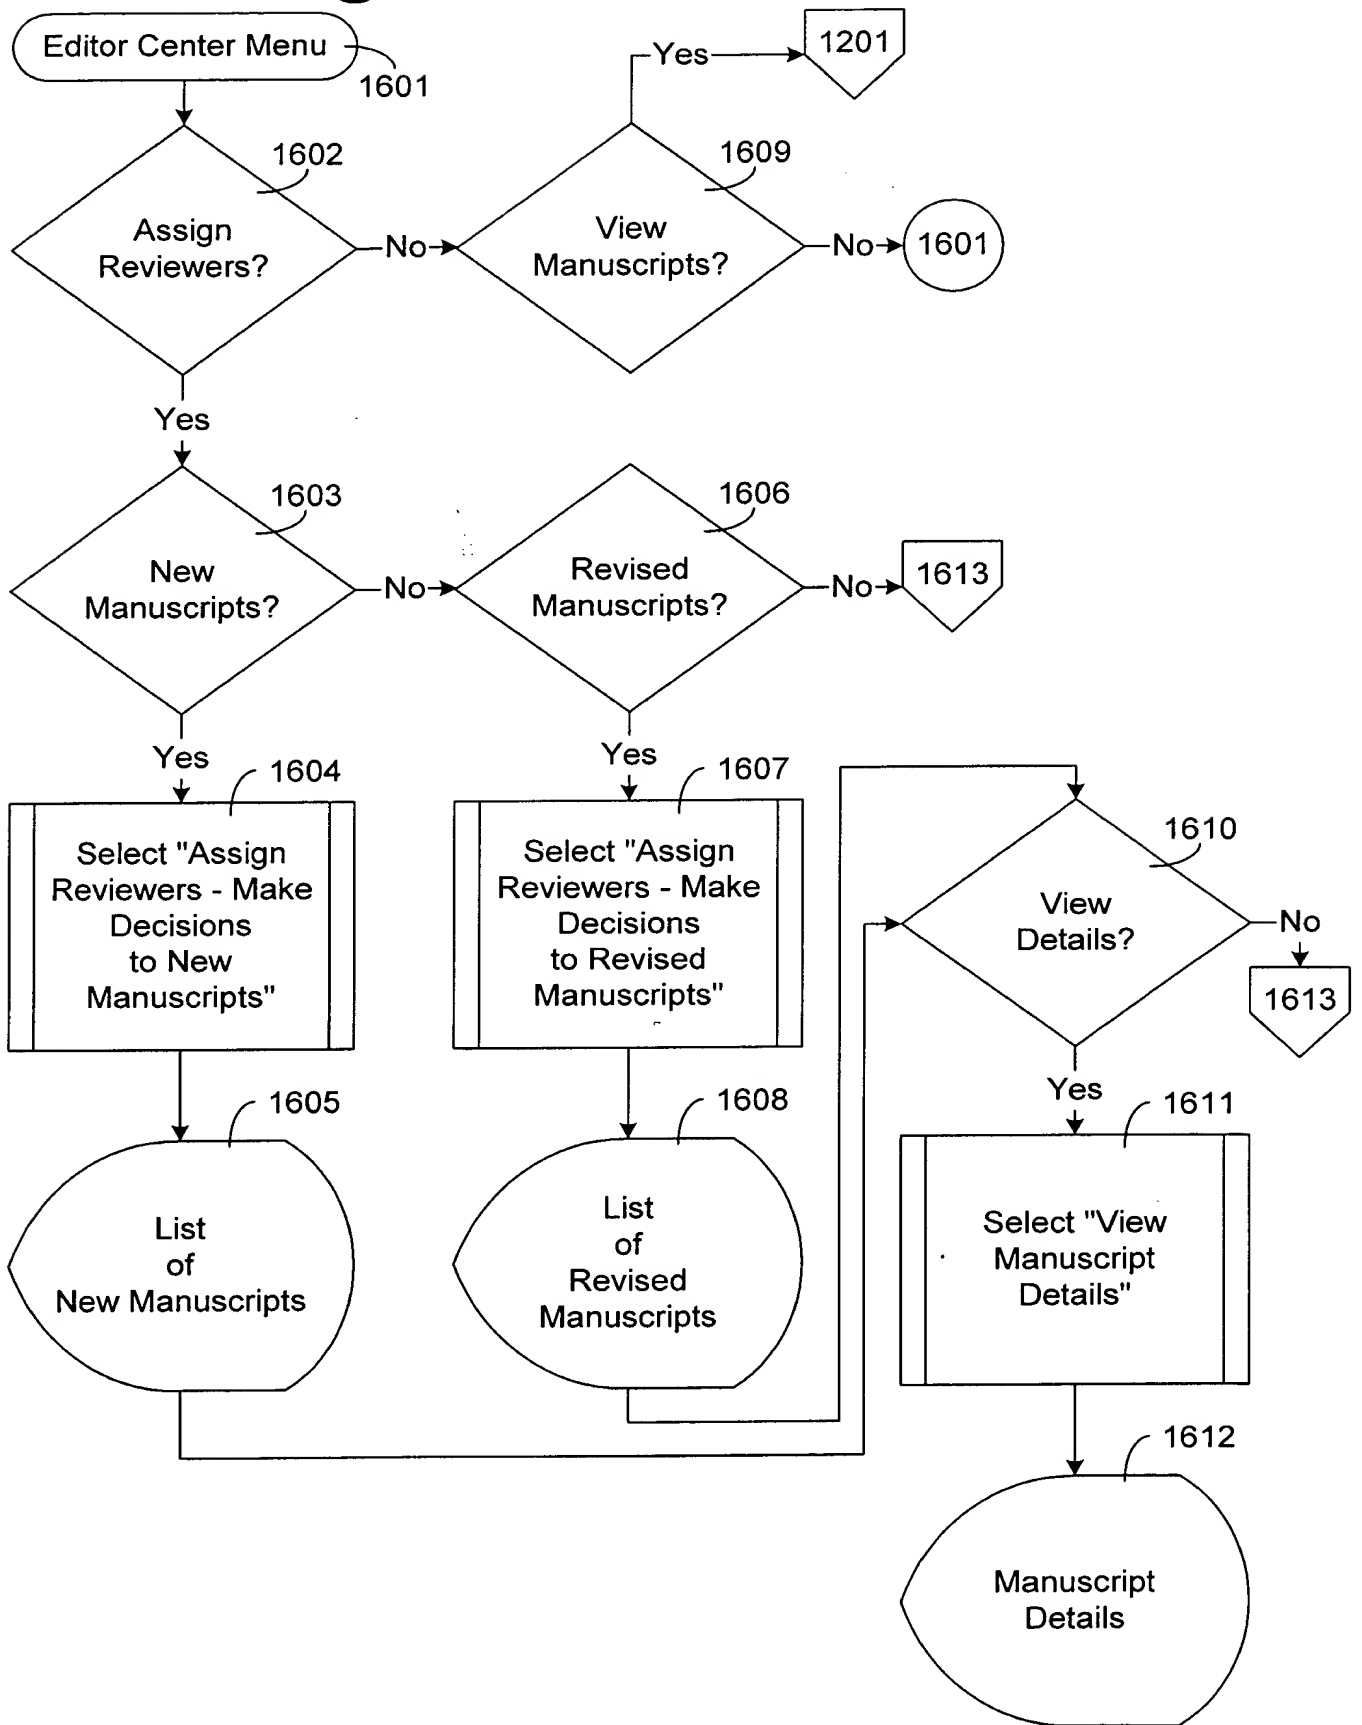 Editor Center Menu
1601
Yes
1201
1602
1609
Assign
Reviewers?
No
View
Manuscripts?
No
1601
Yes
1603
1606
New
Manuscripts?
No
Revised
Manuscripts?
No
1613
Yes
Yes
1604
1607
Select "Assign
Reviewers - Make
Decisions
to New
Manuscripts"
Select "Assign
Reviewers - Make
Decisions
to Revised
Manuscripts"
1610
View
Details?
No
1613
Yes
1605
1608
1611
List
of
New Manuscripts
List
of
Revised
Manuscripts
Select "View
Manuscript
Details"
1612
Manuscript
Details